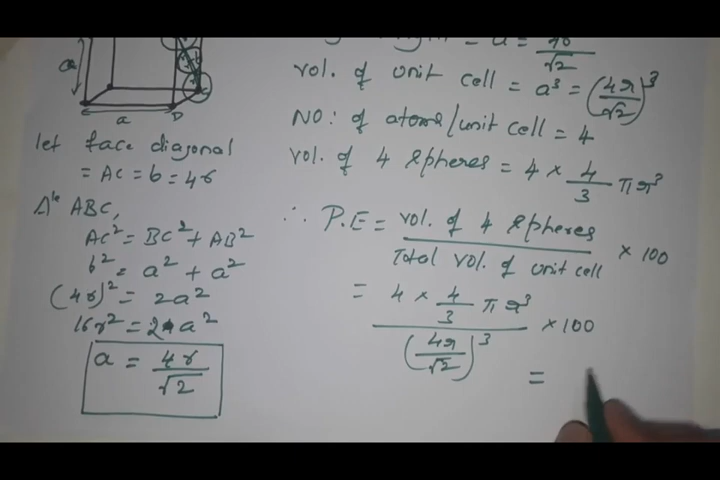 a
a
D
let face diagonal
= AC = b = 4r
Δle ABC,
AC² = BC² + AB²
b² = a² + a²
(4r)² = 2a²
16r² = 2a²
a = 4r/√2
= a = 4r/√2
vol. of unit cell = a³ = (4r/√2)³
NO: of atoms/unit cell = 4
vol. of 4 spheres = 4 × 4/3 πr³
∴ P.E = vol. of 4 spheres / Total vol. of unit cell × 100
= 4 × 4/3 πr³ / (4r/√2)³ × 100
=